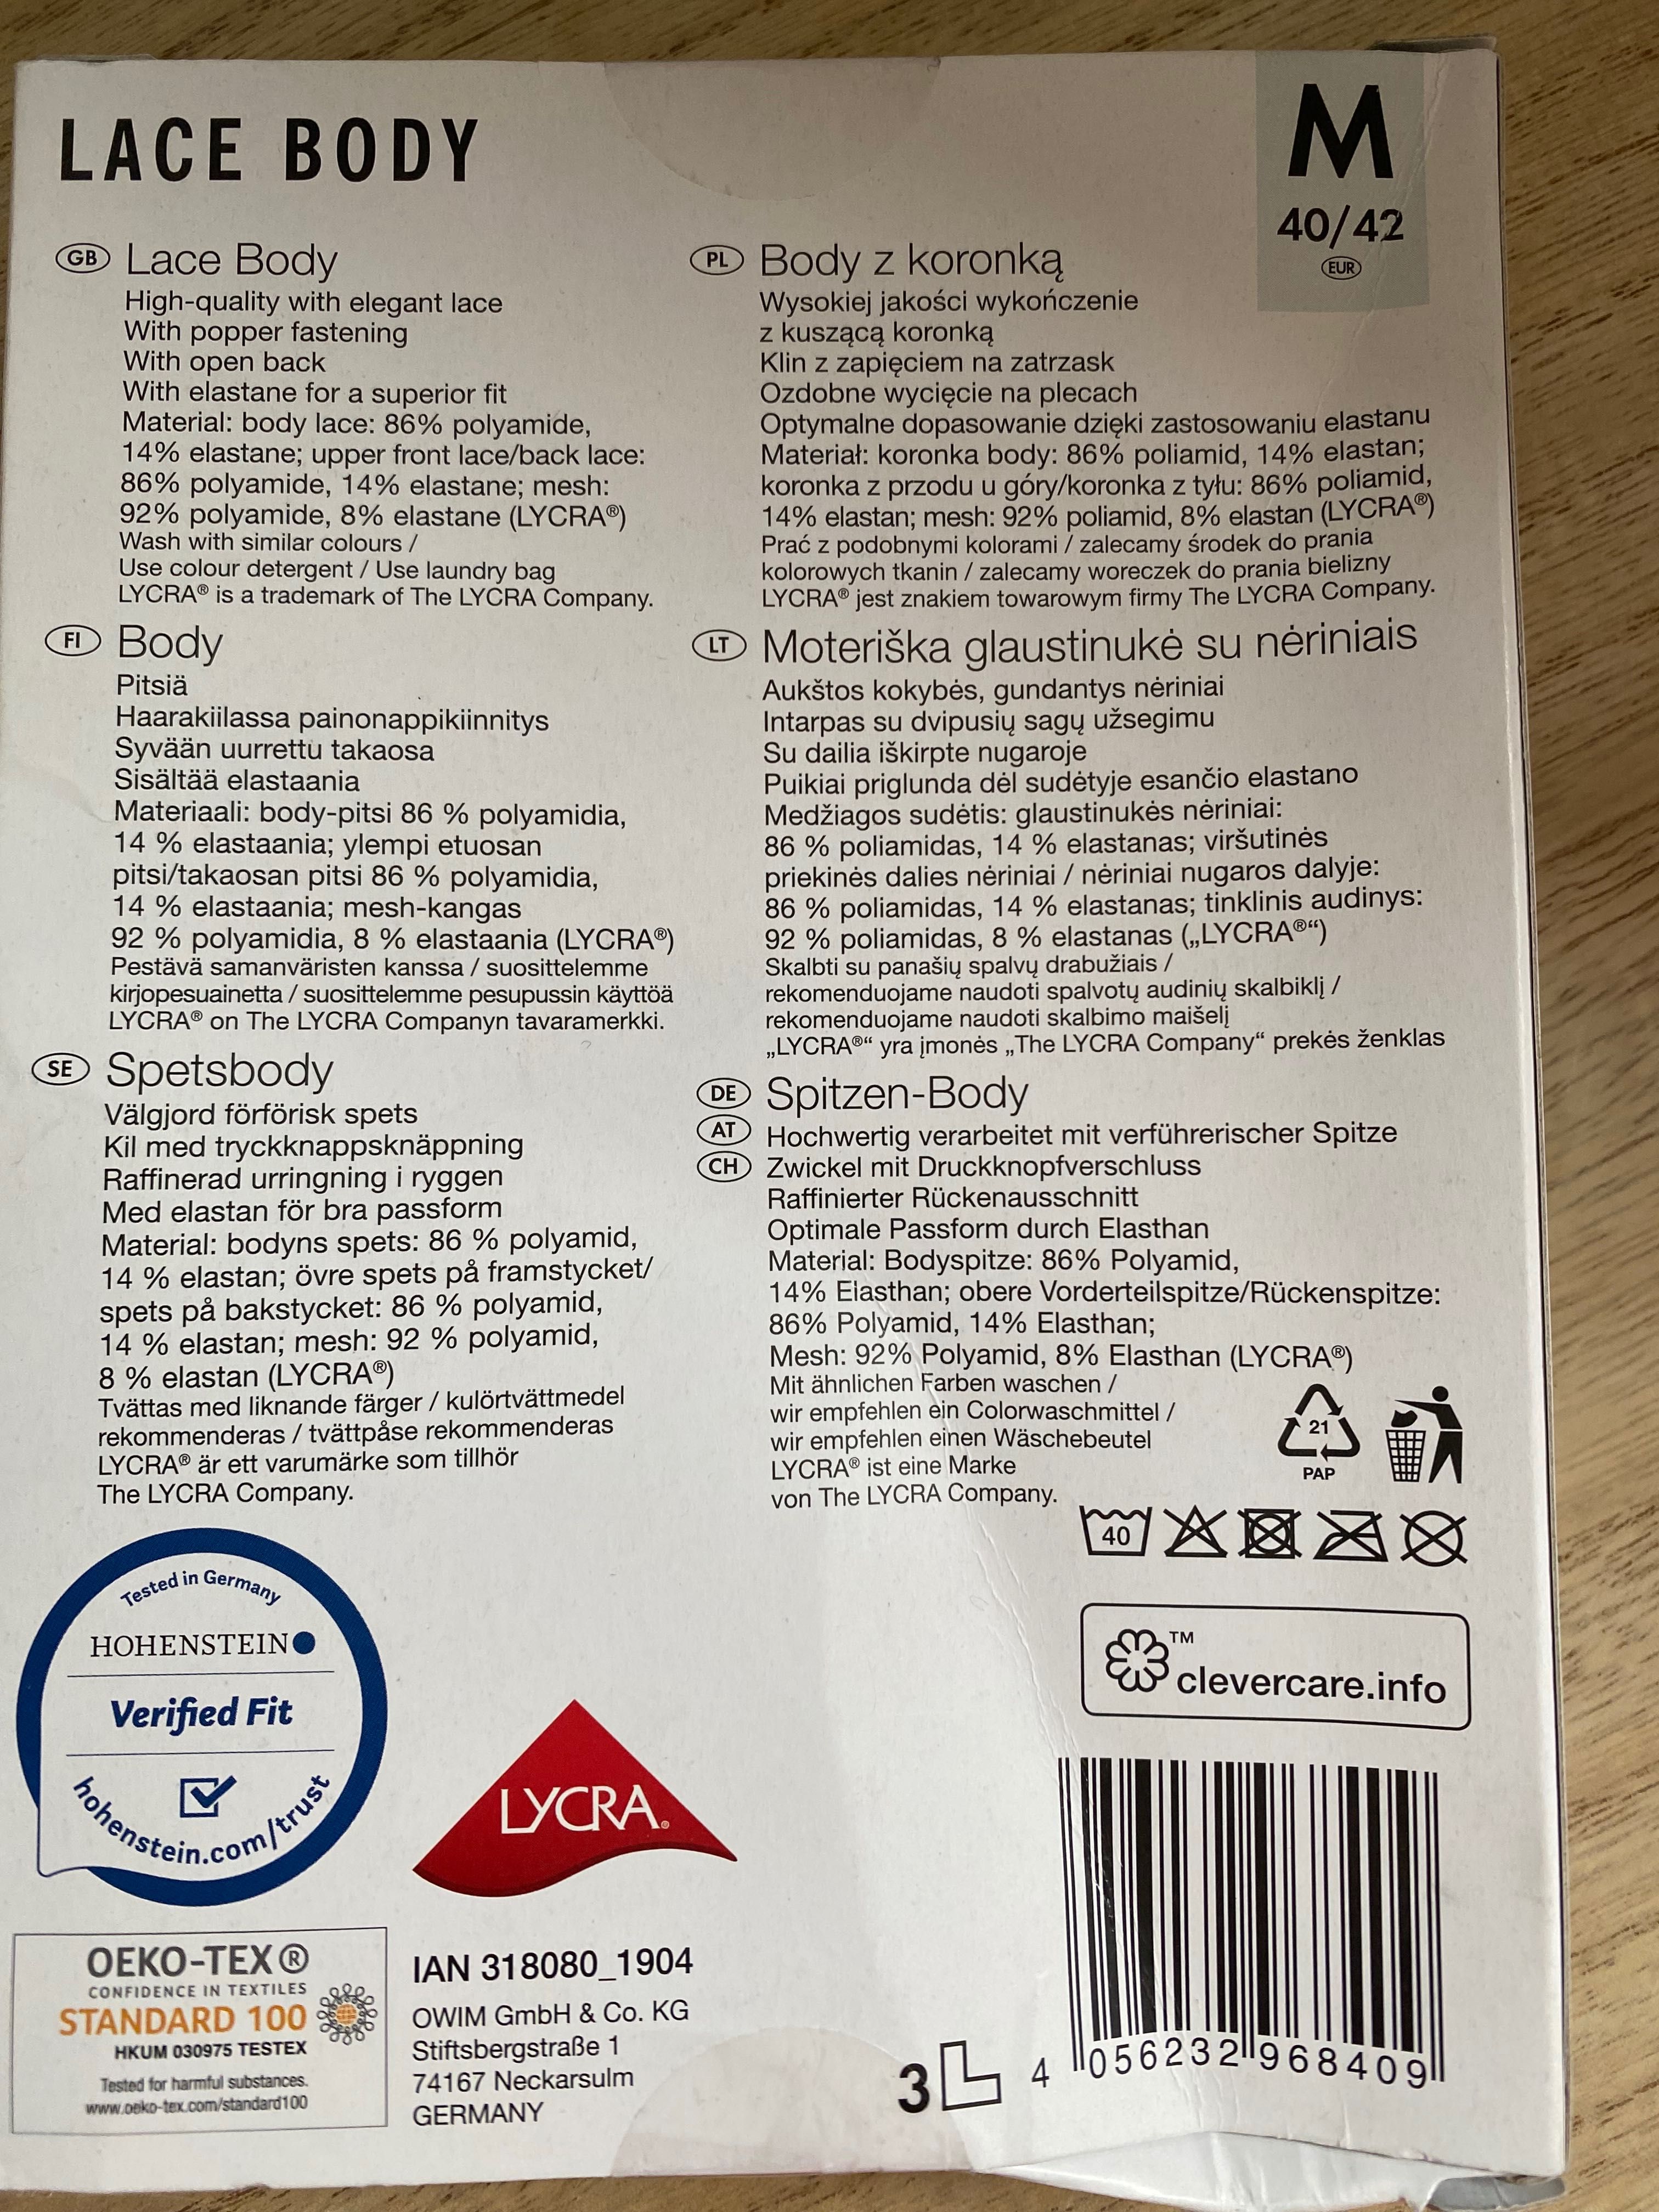 LACE BODY
M
40/42
EUR
GB Lace Body
High-quality with elegant lace
With popper fastening
With open back
With elastane for a superior fit
Material: body lace: 86% polyamide,
14% elastane; upper front lace/back lace:
86% polyamide, 14% elastane; mesh:
92% polyamide, 8% elastane (LYCRA®)
Wash with similar colours /
Use colour detergent / Use laundry bag
LYCRA® is a trademark of The LYCRA Company.
FI Body
Pitsiä
Haarakiilassa painonappikiinnitys
Syvään uurrettu takaosa
Sisältää elastaania
Materiaali: body-pitsi 86 % polyamidia,
14 % elastaania; ylempi etuosan
pitsi/takaosan pitsi 86 % polyamidia,
14 % elastaania; mesh-kangas
92 % polyamidia, 8 % elastaania (LYCRA®)
Pestävä samanväristen kanssa / suosittelemme
kirjopesuainetta / suosittelemme pesupussin käyttöä
LYCRA® on The LYCRA Companyn tavaramerkki.
SE Spetsbody
Välgjord förförisk spets
Kil med tryckknappsknäppning
Raffinerad urringning i ryggen
Med elastan för bra passform
Material: bodyns spets: 86 % polyamid,
14 % elastan; övre spets på framstycket/
spets på bakstycket: 86 % polyamid,
14 % elastan; mesh: 92 % polyamid,
8 % elastan (LYCRA®)
Tvättas med liknande färger / kulörtvättmedel
rekommenderas / tvättpåse rekommenderas
LYCRA® är ett varumärke som tillhör
The LYCRA Company.
PL Body z koronką
Wysokiej jakości wykończenie
z kuszącą koronką
Klin z zapięciem na zatrzask
Ozdobne wycięcie na plecach
Optymalne dopasowanie dzięki zastosowaniu elastanu
Materiał: koronka body: 86% poliamid, 14% elastan;
koronka z przodu u góry/koronka z tyłu: 86% poliamid,
14% elastan; mesh: 92% poliamid, 8% elastan (LYCRA®)
Prać z podobnymi kolorami / zalecamy środek do prania
kolorowych tkanin / zalecamy woreczek do prania bielizny
LYCRA® jest znakiem towarowym firmy The LYCRA Company.
LT Moteriška glaustinukė su nėriniais
Aukštos kokybės, gundantys nėriniai
Intarpas su dvipusių sagų užsegimu
Su dailia iškirpte nugaroje
Puikiai priglunda dėl sudėtyje esančio elastano
Medžiagos sudėtis: glaustinukės nėriniai:
86 % poliamidas, 14 % elastanas; viršutinės
priekinės dalies nėriniai / nėriniai nugaros dalyje:
86 % poliamidas, 14 % elastanas; tinklinis audinys:
92 % poliamidas, 8 % elastanas („LYCRA®“)
Skalbti su panašių spalvų drabužiais /
rekomenduojame naudoti spalvotų audinių skalbiklį /
rekomenduojame naudoti skalbimo maišelį
„LYCRA®“ yra įmonės „The LYCRA Company“ prekės ženklas
DE AT CH Spitzen-Body
Hochwertig verarbeitet mit verführerischer Spitze
Zwickel mit Druckknopfverschluss
Raffinierter Rückenausschnitt
Optimale Passform durch Elasthan
Material: Bodyspitze: 86% Polyamid,
14% Elasthan; obere Vorderteilspitze/Rückenspitze:
86% Polyamid, 14% Elasthan;
Mesh: 92% Polyamid, 8% Elasthan (LYCRA®)
Mit ähnlichen Farben waschen /
wir empfehlen ein Colorwaschmittel /
wir empfehlen einen Wäschebeutel
LYCRA® ist eine Marke
von The LYCRA Company.
21
PAP
40
™
clevercare.info
Tested in Germany
HOHENSTEIN
Verified Fit
hohenstein.com/trust
LYCRA®
OEKO-TEX®
CONFIDENCE IN TEXTILES
STANDARD 100
HKUM 030975 TESTEX
Tested for harmful substances.
www.oeko-tex.com/standard100
IAN 318080_1904
OWIM GmbH & Co. KG
Stiftsbergstraße 1
74167 Neckarsulm
GERMANY
3
4 056232 968409